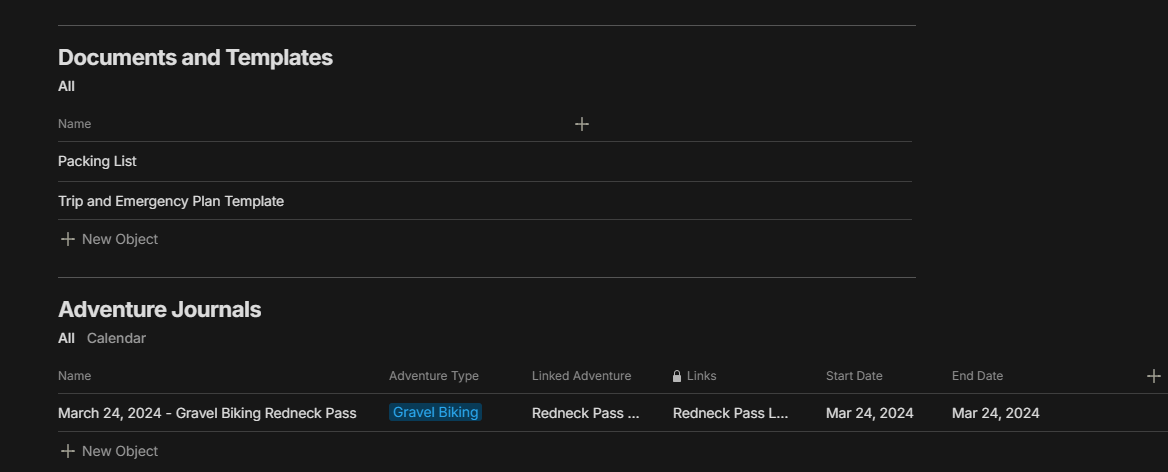 Documents and Templates
All
Name
Packing List
Trip and Emergency Plan Template
New Object
Adventure Journals
All Calendar
Name Adventure Type Linked Adventure Links Start Date End Date
March 24, 2024 - Gravel Biking Redneck Pass Gravel Biking Redneck Pass ... Redneck Pass L... Mar 24, 2024 Mar 24, 2024
New Object